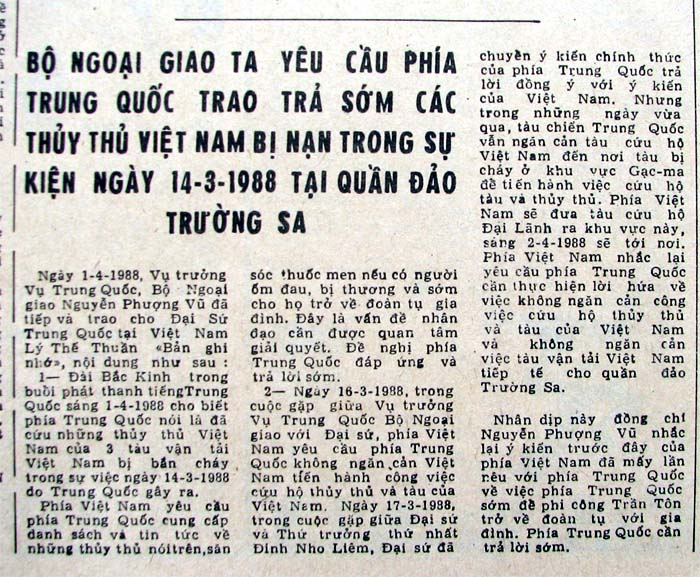 BỘ NGOẠI GIAO TA YÊU CẦU PHÍA
TRUNG QUỐC TRAO TRẢ SỚM CÁC
THỦY THỦ VIỆT NAM BỊ NẠN TRONG SỰ
KIỆN NGÀY 14-3-1988 TẠI QUẦN ĐẢO
TRƯỜNG SA
Ngày 1-4-1988, Vụ trưởng
Vụ Trung Quốc, Bộ Ngoại
giao Nguyễn Phượng Vũ đã
tiếp và trao cho Đại Sứ
Trung Quốc tại Việt Nam
Lý Thế Thuần «Bản ghi
nhớ», nội dung như sau :
1— Đài Bắc Kinh trong
buổi phát thanh tiếngTrung
Quốc sáng 1-4-1988 cho biết
phía Trung Quốc nói là đã
cứu những thủy thủ Việt
Nam của 3 tàu vận tải
Việt Nam bị bắn cháy
trong sự việc ngày 14-3-1988
do Trung Quốc gây ra.
Phía Việt Nam yêu cầu
phía Trung Quốc cung cấp
danh sách và tin tức về
những thủy thủ nóitrên,săn
sóc thuốc men nếu có người
ốm đau, bị thương và sớm
cho họ trở về đoàn tụ gia
đình. Đây là vấn đề nhân
đạo cần được quan tâm
giải quyết. Đề nghị phía
Trung Quốc đáp ứng và
trả lời sớm.
2— Ngày 16-3-1988, trong
cuộc gặp giữa Vụ trưởng
Vụ Trung Quốc Bộ Ngoại
giao với Đại sứ, phía Việt
Nam yêu cầu phía Trung
Quốc không ngăn cản Việt
Nam tiến hành công việc
cứu hộ thủy thủ và tàu của
Việt Nam. Ngày 17-3-1988,
trong cuộc gặp giữa Đại sứ
và Thứ trưởng thứ nhất
Đinh Nho Liêm, Đại sứ đã
chuyển ý kiến chính thức
của phía Trung Quốc trả
lời đồng ý với ý kiến
của Việt Nam. Nhưng
trong những ngày vừa
qua, tàu chiến Trung Quốc
vẫn ngăn cản tàu cứu hộ
Việt Nam đến nơi tàu bị
cháy ở khu vực Gạc-ma
để tiến hành việc cứu hộ
tàu và thủy thủ. Phía Việt
Nam sẽ đưa tàu cứu hộ
Đại Lãnh ra khu vực này,
sáng 2-4-1988 sẽ tới nơi.
Phía Việt Nam nhắc lại
yêu cầu phía Trung Quốc
cần thực hiện lời hứa về
việc không ngăn cản công
việc cứu hộ thủy thủ
và tàu của Việt Nam
và không ngăn cản
việc tàu vận tải Việt Nam
tiếp tế cho quần đảo
Trường Sa.
Nhân dịp này đồng chí
Nguyễn Phượng Vũ nhắc
lại ý kiến trước đây của
phía Việt Nam đã mấy lần
nêu với phía Trung Quốc
về việc phía Trung Quốc
sớm để phi công Trần Tôn
trở về đoàn tụ với gia
đình. Phía Trung Quốc cần
trả lời sớm.